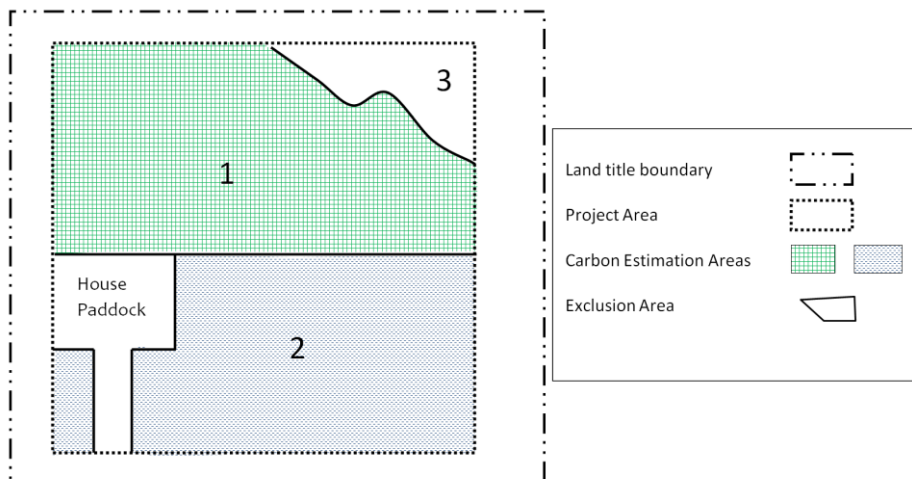 3
1
House
Paddock
2
Land title boundary
Project Area
Carbon Estimation Areas
Exclusion Area